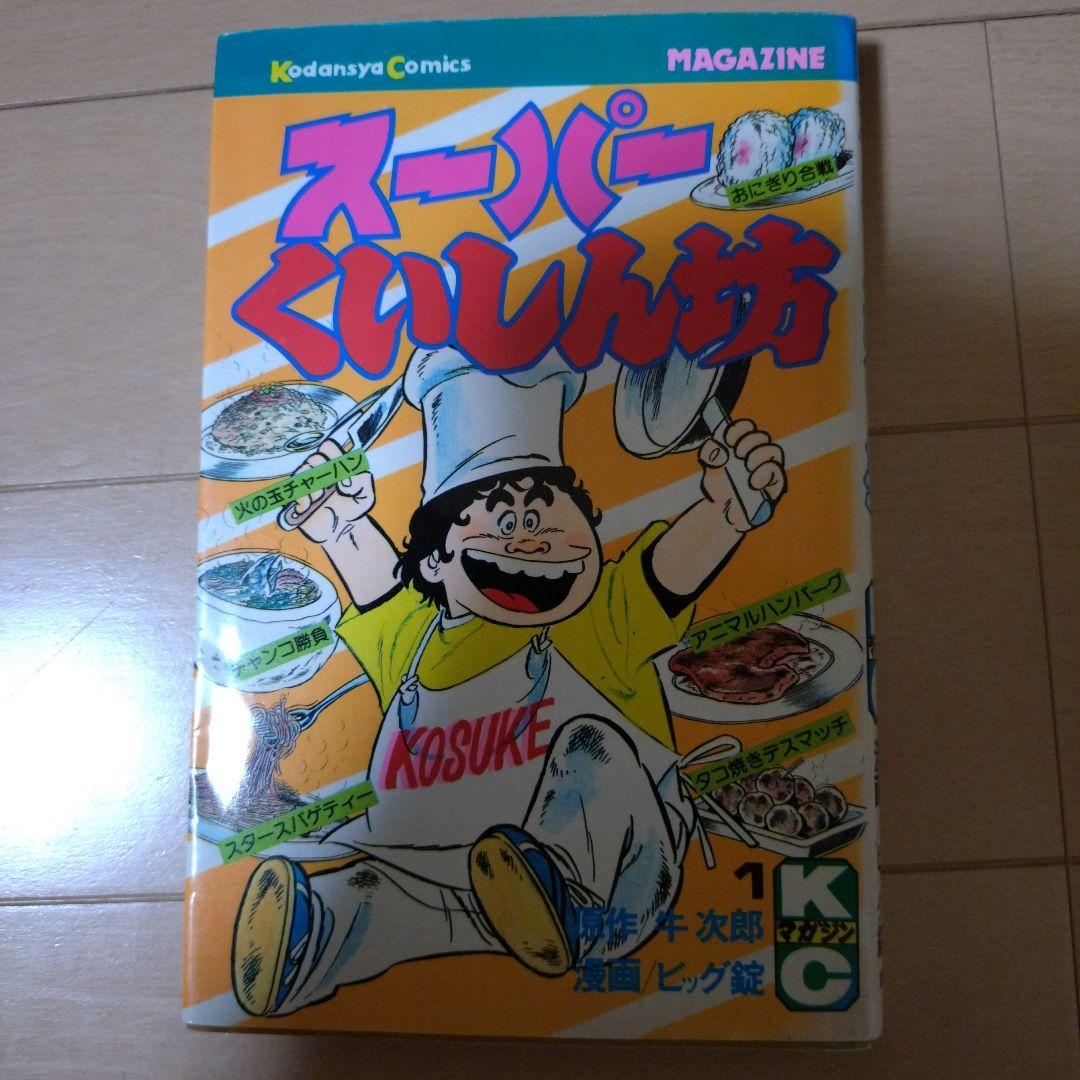 Kodansya Comics
MAGAZINE
スーパー
くいしん坊
おにぎり合戦
火の玉チャーハン
チャンコ勝負
アニマルハンバーグ
KOSUKE
タコ焼きデスマッチ
スタースパゲティー
1
原作 牛 次郎
漫画/ビッグ錠
K
マガジン
C